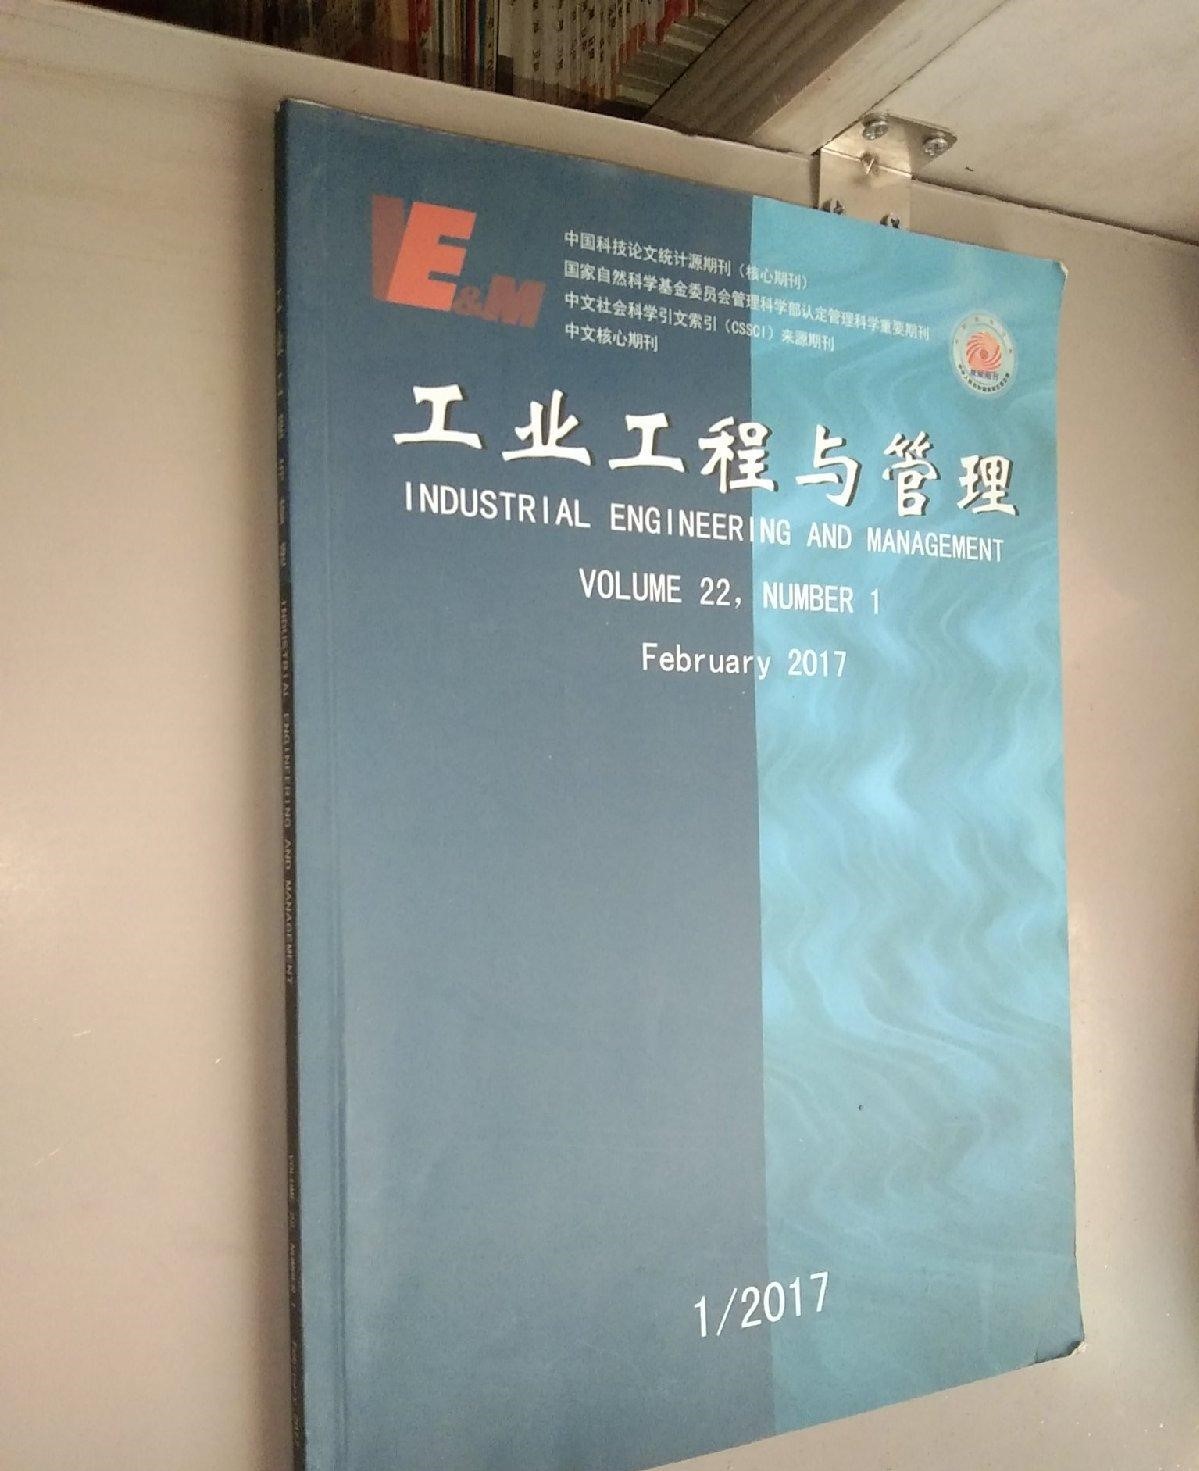 IE&M
中国科技论文统计源期刊（核心期刊）
国家自然科学基金委员会管理科学部认定管理科学重要期刊
中文社会科学引文索引（CSSCI）来源期刊
中文核心期刊
工业工程与管理
INDUSTRIAL ENGINEERING AND MANAGEMENT
VOLUME 22, NUMBER 1
February 2017
1/2017
INDUSTRIAL ENGINEERING AND MANAGEMENT